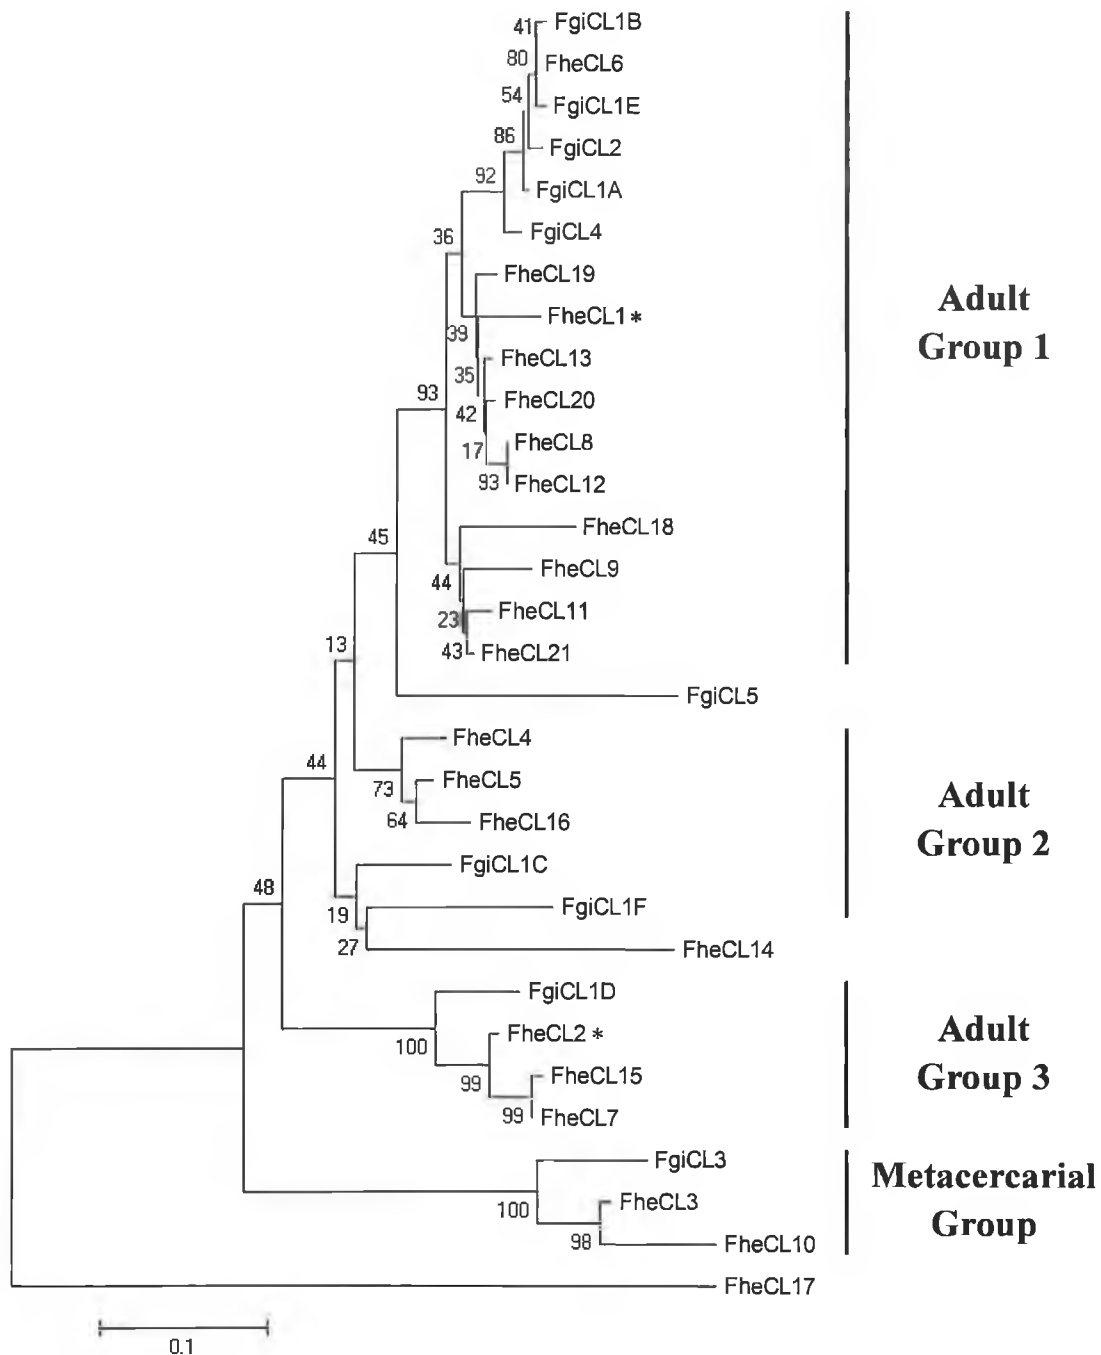 41 FgiCL1B
80 FheCL6
54 FgiCL1E
86 FgiCL2
92 FgiCL1A
FgiCL4
36
FheCL19
Adult
Group 1
FheCL1 *
39
FheCL13
35
93
FheCL20
42
FheCL8
17
93 FheCL12
FheCL18
45
FheCL9
44
FheCL11
23
13
43 FheCL21
FgiCL5
FheCL4
44
FheCL5
73
Adult
Group 2
64 FheCL16
FgiCL1C
48
FgiCL1F
19
27
FheCL14
FgiCL1D
FheCL2 *
100
Adult
Group 3
FheCL15
99
99 FheCL7
FgiCL3
Metacercarial
Group
FheCL3
100
98 FheCL10
FheCL17
0.1